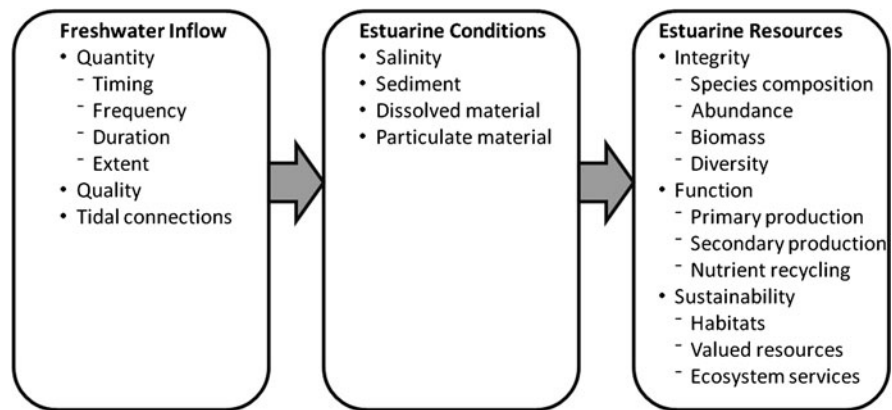 Freshwater Inflow
• Quantity
- Timing
- Frequency
- Duration
- Extent
• Quality
• Tidal connections
Estuarine Conditions
• Salinity
• Sediment
• Dissolved material
• Particulate material
Estuarine Resources
• Integrity
- Species composition
- Abundance
- Biomass
- Diversity
• Function
- Primary production
- Secondary production
- Nutrient recycling
• Sustainability
- Habitats
- Valued resources
- Ecosystem services